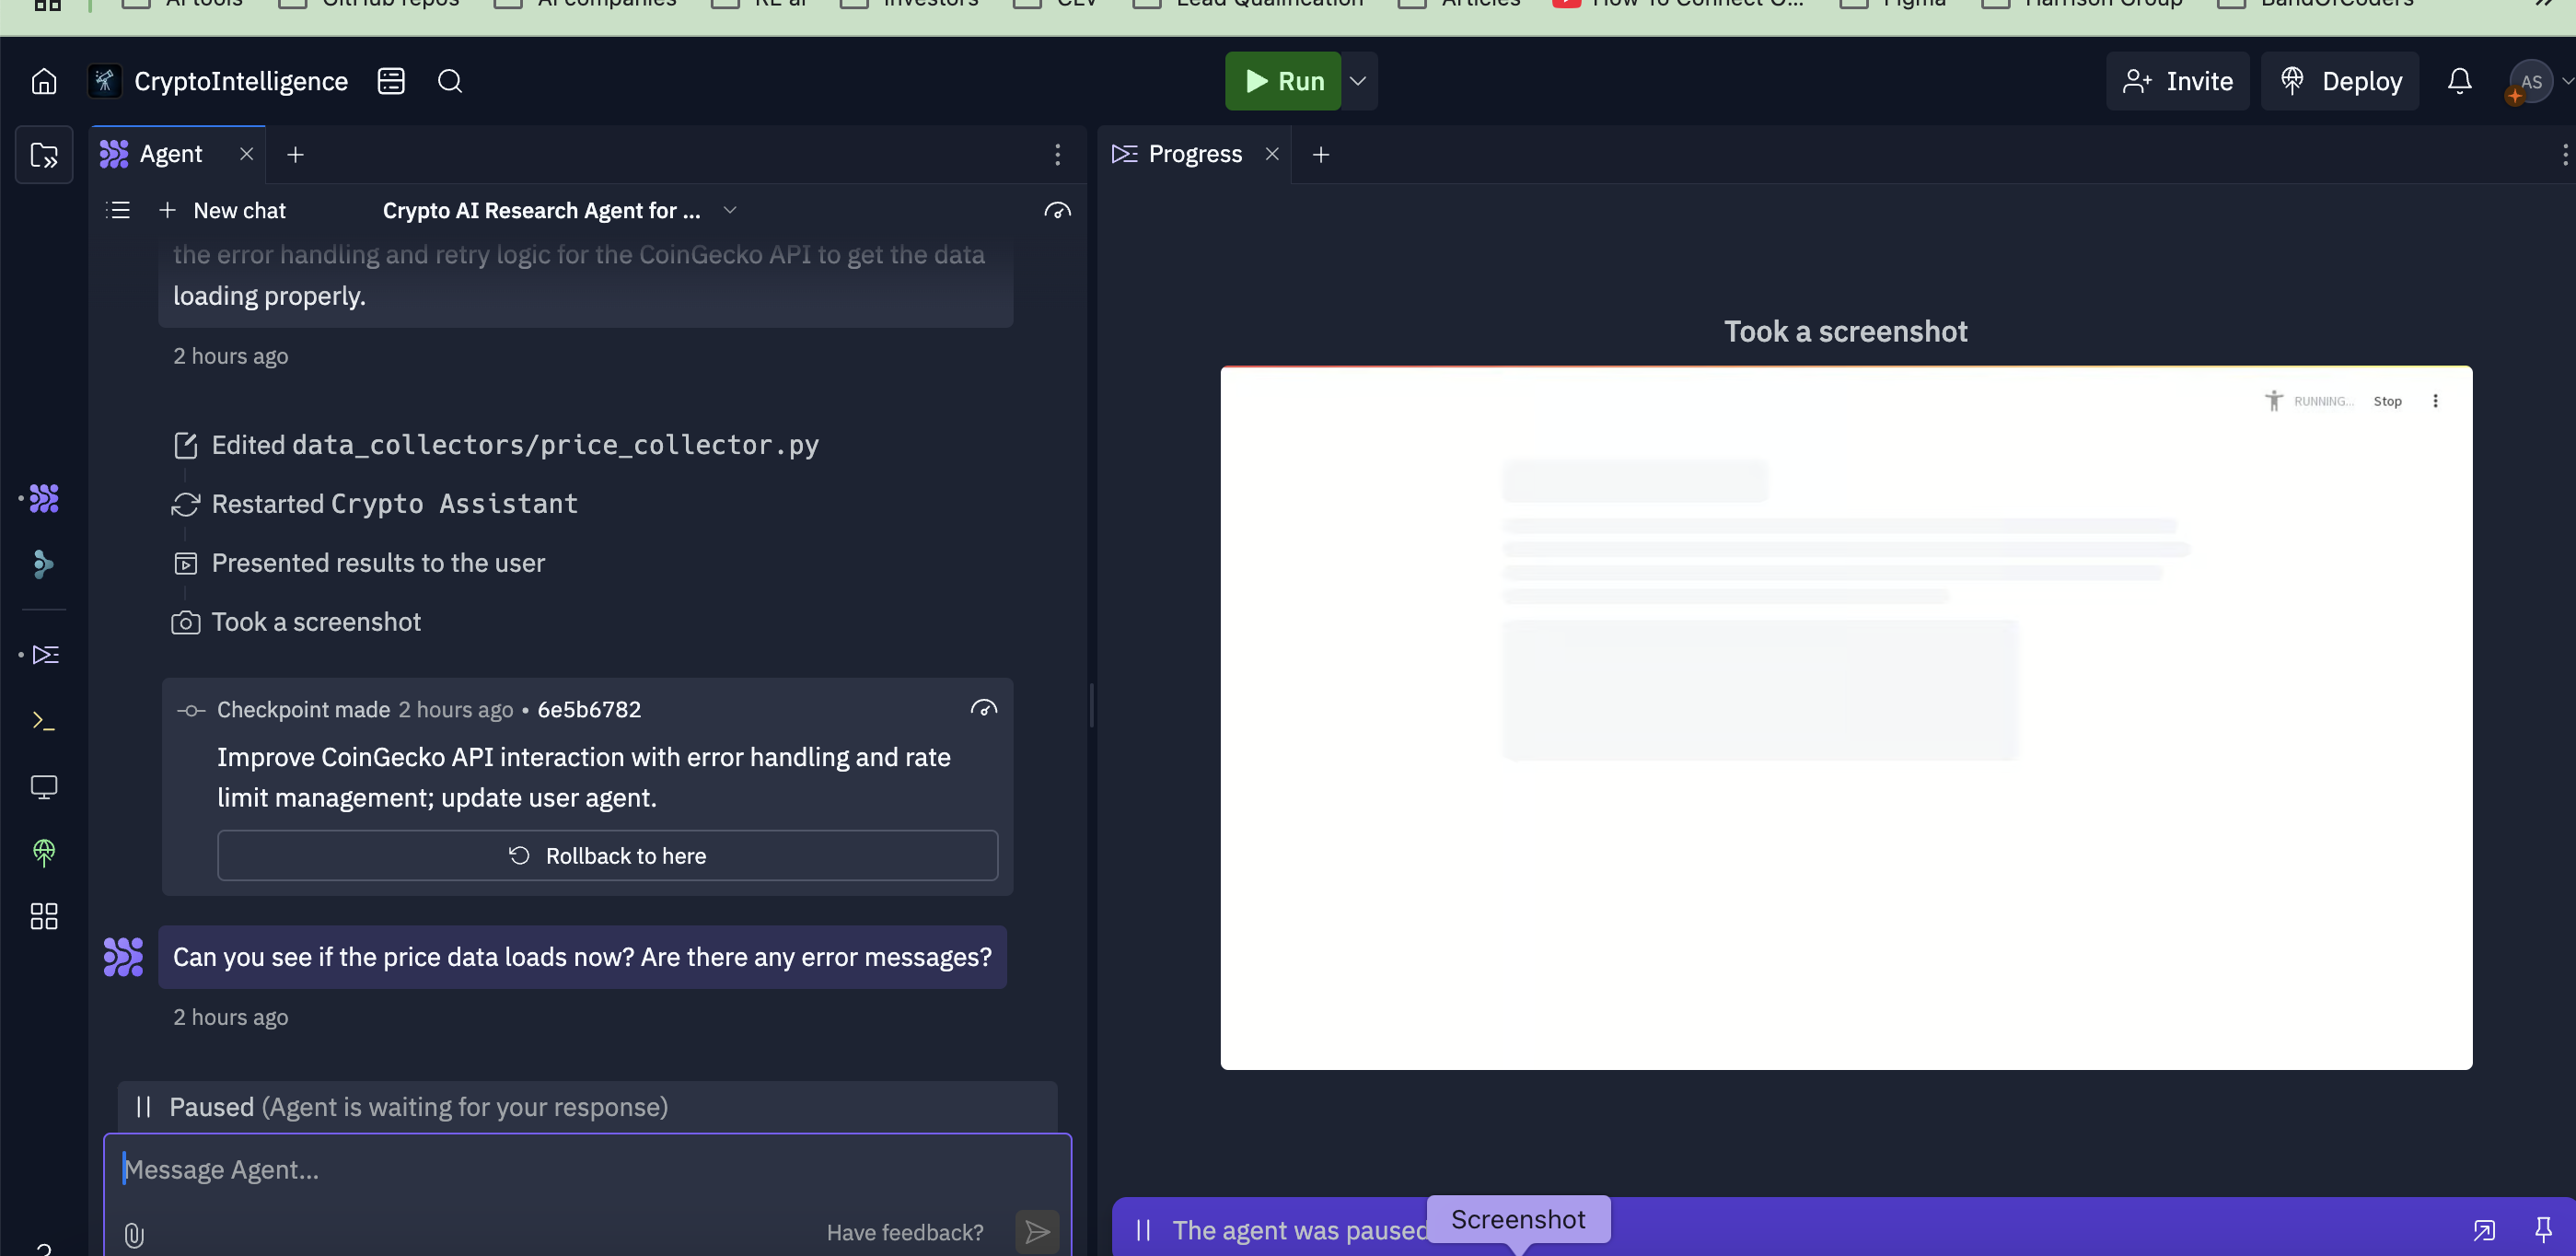 AI tools
GitHub repos
AI companies
RE ai
Investors
CEV
Lead Qualification
Articles
How To Connect G...
Figma
Harrison Group
BandOfCoders
CryptoIntelligence
Run
Invite
Deploy
AS
Agent
Progress
New chat
Crypto AI Research Agent for ...
the error handling and retry logic for the CoinGecko API to get the data
loading properly.
2 hours ago
Edited data_collectors/price_collector.py
Restarted Crypto Assistant
Presented results to the user
Took a screenshot
Checkpoint made 2 hours ago • 6e5b6782
Improve CoinGecko API interaction with error handling and rate
limit management; update user agent.
Rollback to here
Can you see if the price data loads now? Are there any error messages?
2 hours ago
Paused (Agent is waiting for your response)
Message Agent...
Have feedback?
Took a screenshot
RUNNING...
Stop
The agent was paused
Screenshot